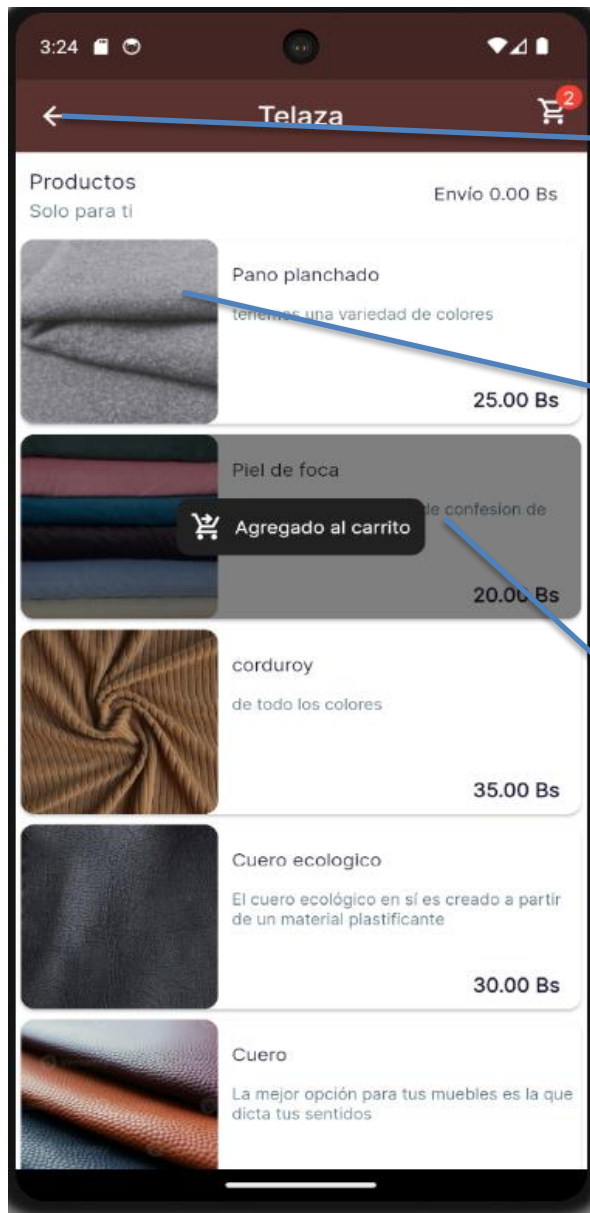 3:24
Telaza
2
Productos
Solo para ti
Envío 0.00 Bs
Pano planchado
tenemos una variedad de colores
25.00 Bs
Piel de foca
de confesion de
Agregado al carrito
20.00 Bs
corduroy
de todo los colores
35.00 Bs
Cuero ecologico
El cuero ecológico en sí es creado a partir
de un material plastificante
30.00 Bs
Cuero
La mejor opción para tus muebles es la que
dicta tus sentidos